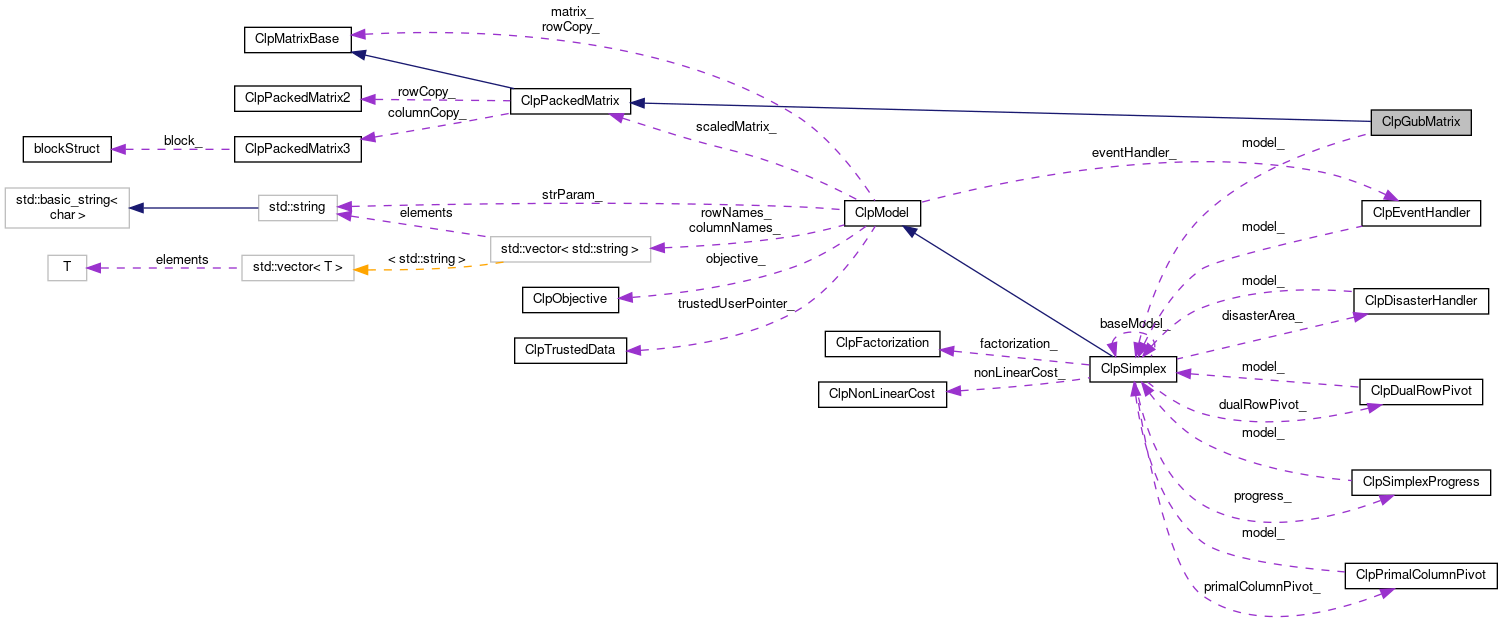 matrix_
rowCopy_
ClpMatrixBase
ClpPackedMatrix2
rowCopy_
ClpPackedMatrix
columnCopy_
ClpGubMatrix
blockStruct
block_
ClpPackedMatrix3
scaledMatrix_
model_
eventHandler_
std::basic_string<
char >
std::string
strParam_
elements
rowNames_
columnNames_
ClpModel
ClpEventHandler
model_
T
elements
std::vector< T >
< std::string >
std::vector< std::string >
objective_
ClpObjective
trustedUserPointer_
ClpTrustedData
model_
ClpDisasterHandler
disasterArea_
baseModel_
ClpFactorization
factorization_
ClpSimplex
nonLinearCost_
ClpNonLinearCost
model_
ClpDualRowPivot
dualRowPivot_
model_
ClpSimplexProgress
progress_
model_
ClpPrimalColumnPivot
primalColumnPivot_